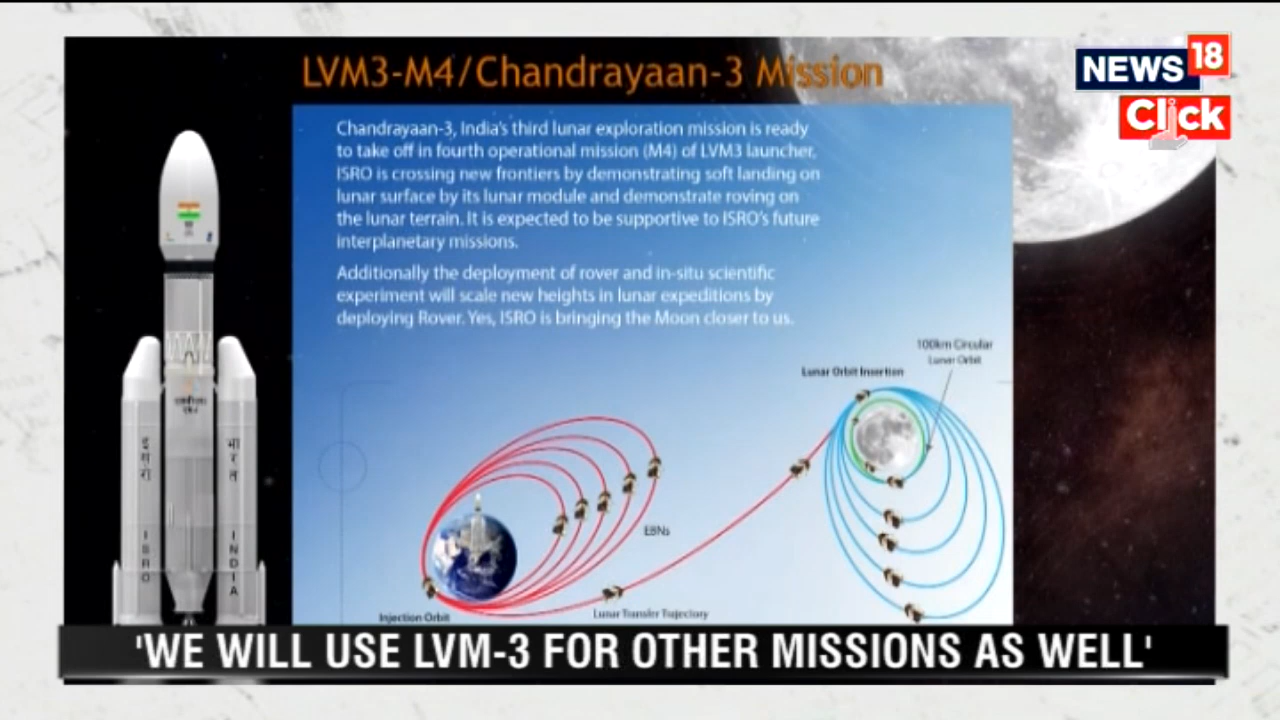 LVM3-M4/Chandrayaan-3 Mission
NEWS 18
Click
Chandrayaan-3, India's third lunar exploration mission is ready
to take off in fourth operational mission (M4) of LVM3 launcher,
ISRO is crossing new frontiers by demonstrating soft landing on
lunar surface by its lunar module and demonstrate roving on
the lunar terrain. It is expected to be supportive to ISRO's future
interplanetary missions.
Additionally the deployment of rover and in-situ scientific
experiment will scale new heights in lunar expeditions by
deploying Rover. Yes, ISRO is bringing the Moon closer to us.
100km Circular
Lunar Orbit
Lunar Orbit Insertion
EBNs
Lunar Transfer Trajectory
Injection Orbit
इसरो
भारत
ISRO
INDIA
'WE WILL USE LVM-3 FOR OTHER MISSIONS AS WELL'